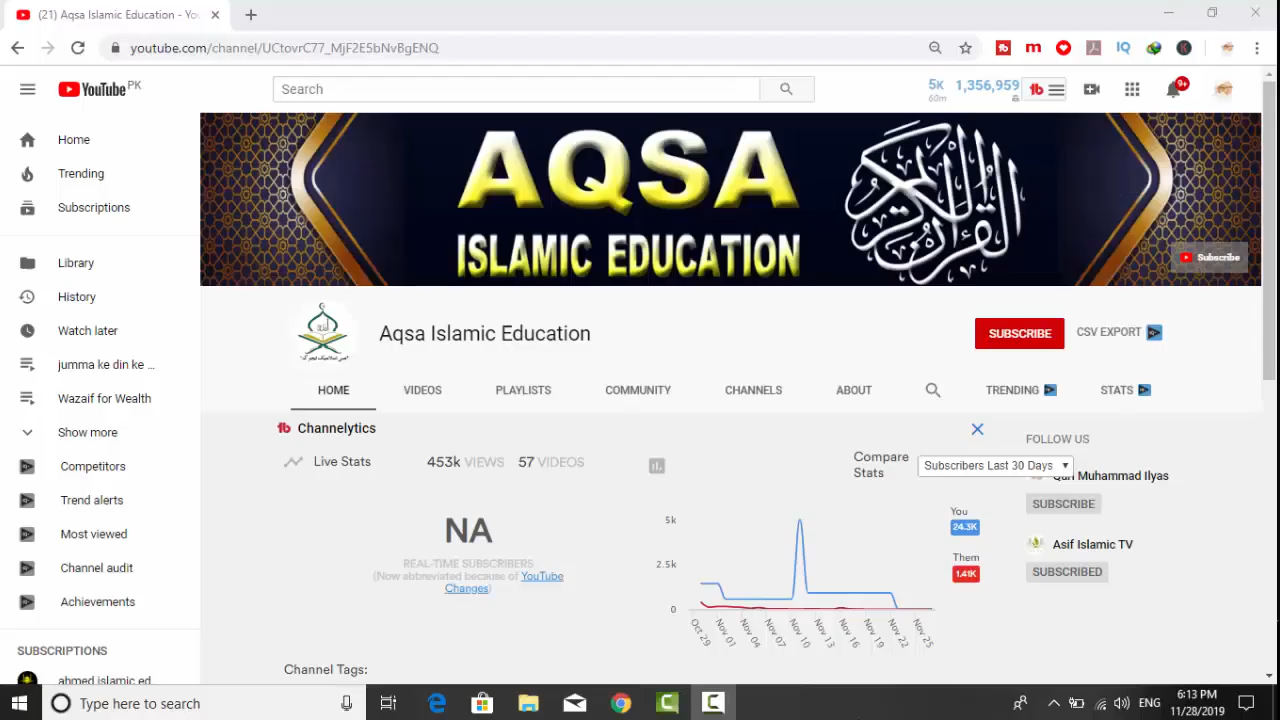 (21) Aqsa Islamic Education - Yo
youtube.com/channel/UCtovrC77_MjF2E5bNvBgENQ
YouTube PK
Search
5K
60m
1,356,959
9+
Home
Trending
Subscriptions
Library
History
Watch later
jumma ke din ke ...
Wazaif for Wealth
Show more
Competitors
Trend alerts
Most viewed
Channel audit
Achievements
SUBSCRIPTIONS
ahmed islamic ed
AQSA
ISLAMIC EDUCATION
القرآن الكريم
Subscribe
Aqsa Islamic Education
SUBSCRIBE
CSV EXPORT
HOME VIDEOS PLAYLISTS COMMUNITY CHANNELS ABOUT TRENDING STATS
Channelytics
Live Stats 453k VIEWS 57 VIDEOS
Compare Stats
Subscribers Last 30 Days
NA
REAL-TIME SUBSCRIBERS
(Now abbreviated because of YouTube
Changes)
5k
2.5k
0
Oct 29 Nov 01 Nov 04 Nov 07 Nov 10 Nov 13 Nov 16 Nov 19 Nov 22 Nov 25
You
24.3K
Them
1.41K
FOLLOW US
Qari Muhammad Ilyas
SUBSCRIBE
Asif Islamic TV
SUBSCRIBED
Channel Tags:
Type here to search
ENG
6:13 PM
11/28/2019